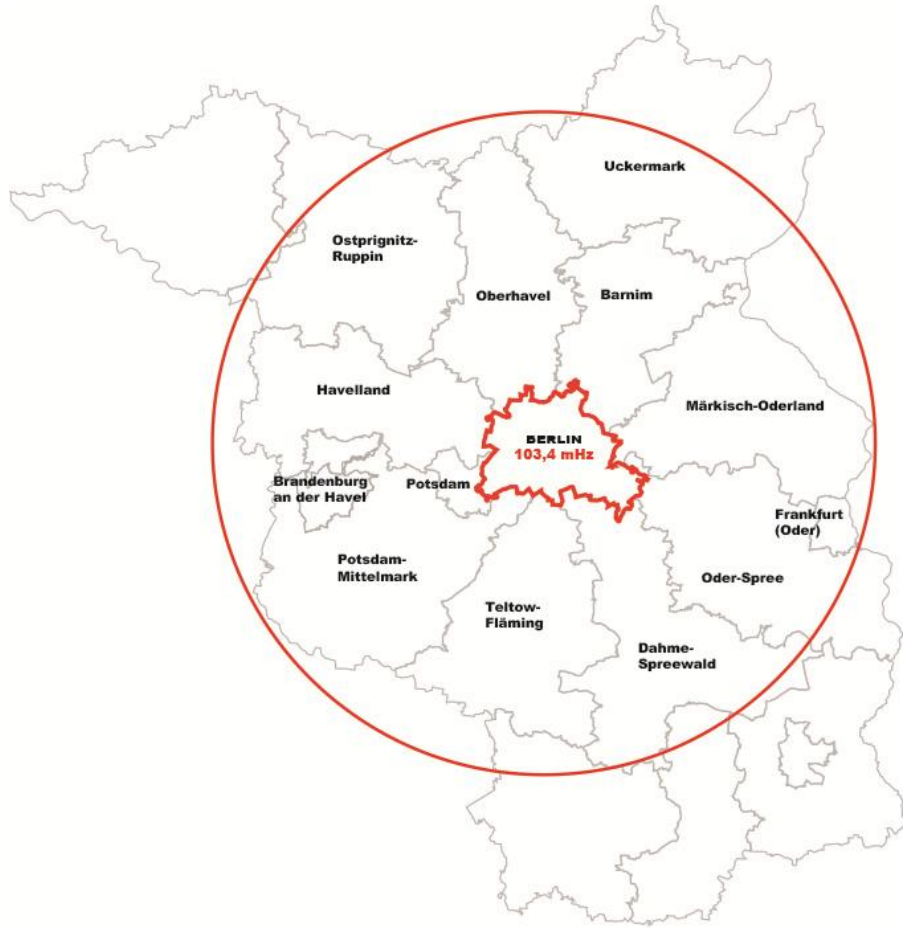 Uckermark
Ostprignitz-
Ruppin
Oberhavel
Barnim
Havelland
Märkisch-Oderland
BERLIN
103,4 mHz
Brandenburg
an der Havel
Potsdam
Frankfurt
(Oder)
Potsdam-
Mittelmark
Oder-Spree
Teltow-
Fläming
Dahme-
Spreewald